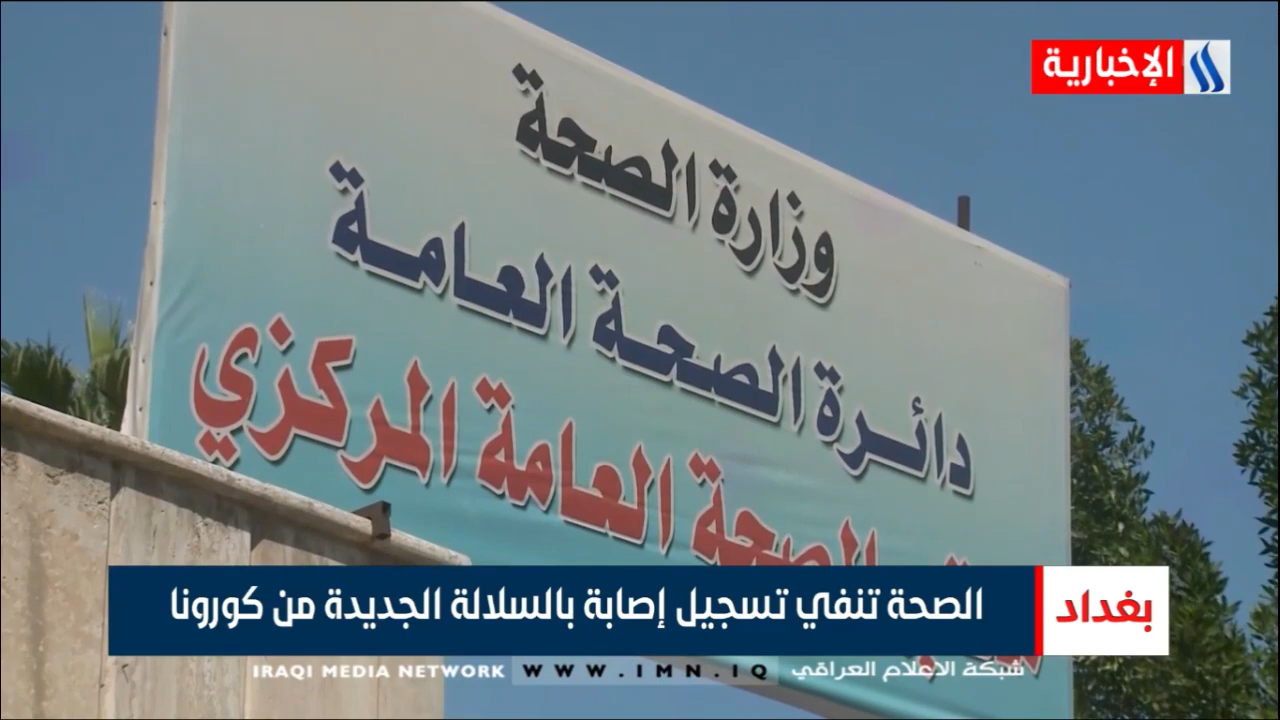 الإخبارية
وزارة الصحة
دائرة الصحة العامة
الصحة العامة المركزي
بغداد
الصحة تنفي تسجيل إصابة بالسلالة الجديدة من كورونا
IRAQI MEDIA NETWORK WWW.IMN.IQ شبكة الاعلام العراقي